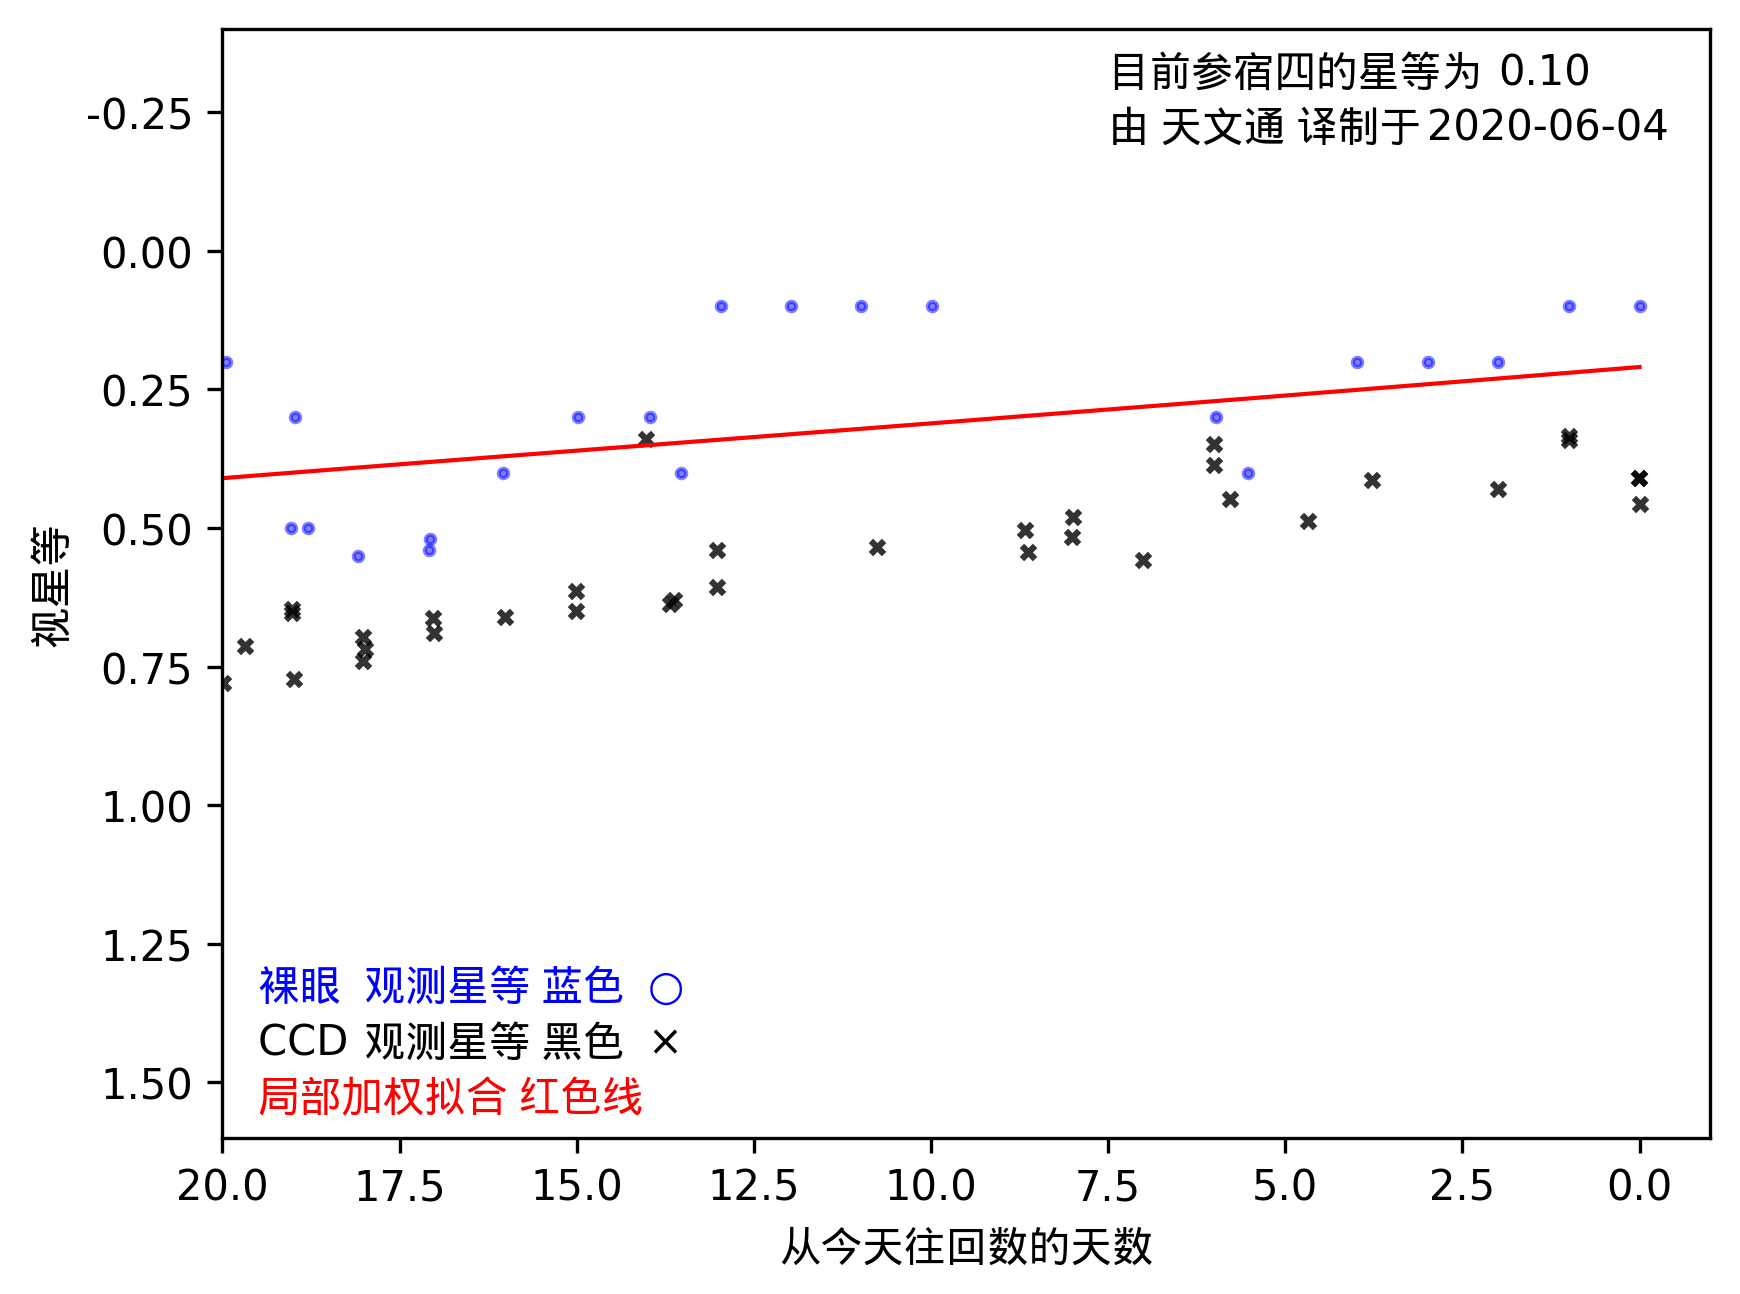 目前参宿四的星等为 0.10
由 天文通 译制于2020-06-04
-0.25
0.00
0.25
0.50
0.75
1.00
1.25
1.50
视星等
裸眼 观测星等 蓝色 ○
CCD 观测星等 黑色 ×
局部加权拟合 红色线
20.0 17.5 15.0 12.5 10.0 7.5 5.0 2.5 0.0
从今天往回数的天数